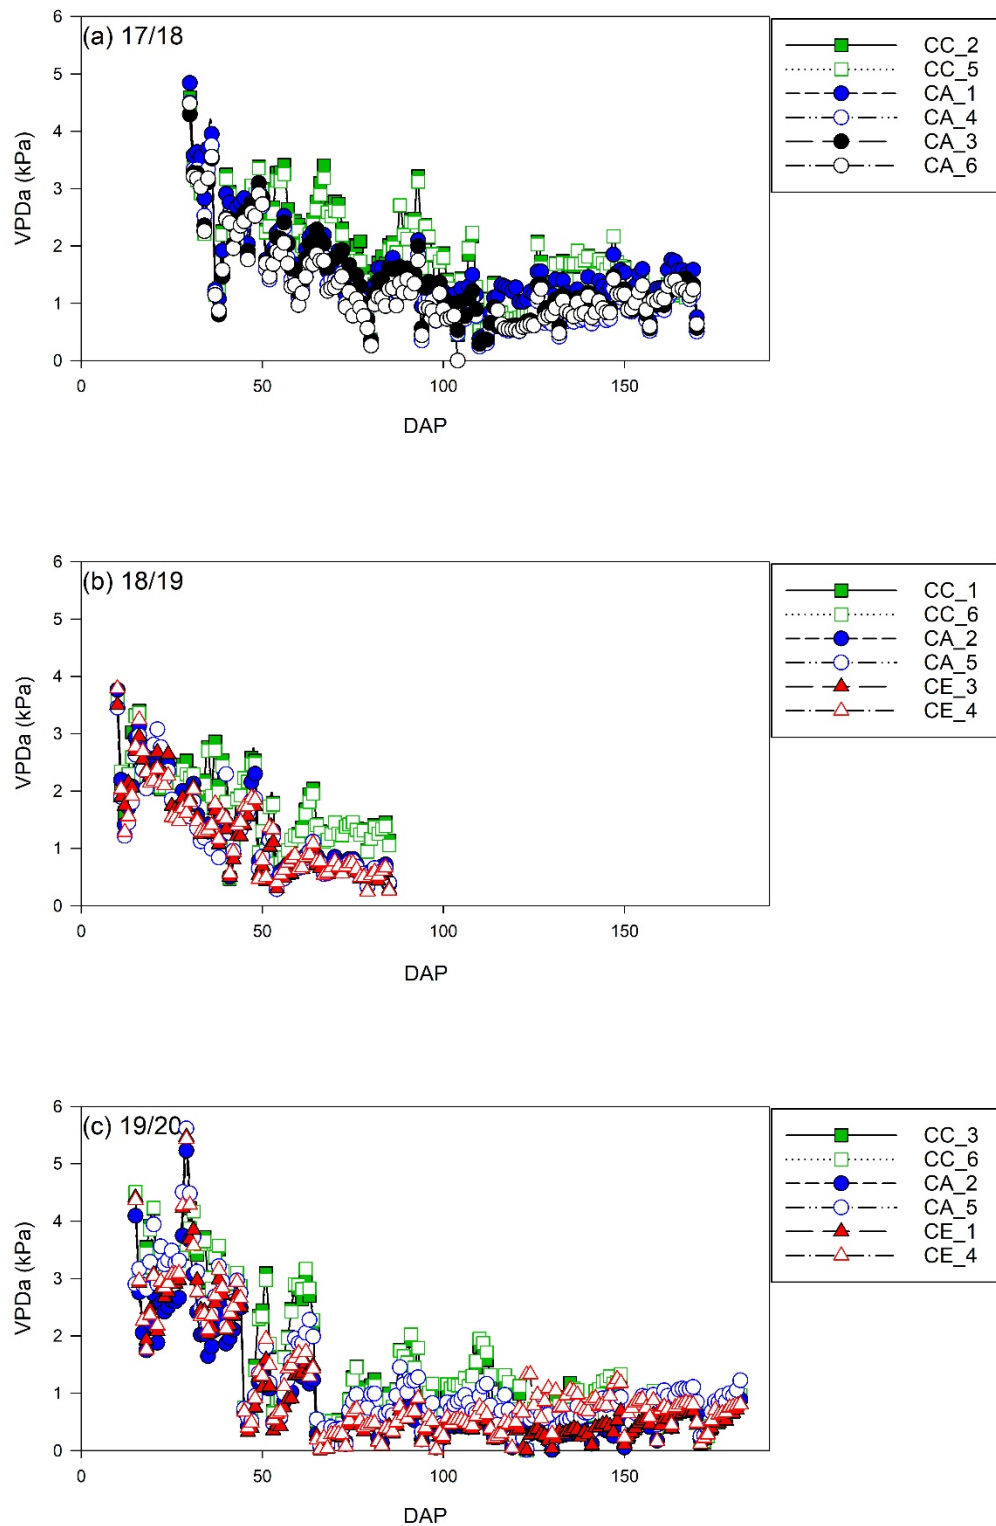 (a) 17/18
6
5
4
3
2
1
0
VPDa (kPa)
0 50 100 150
DAP
CC_2
CC_5
CA_1
CA_4
CA_3
CA_6
(b) 18/19
6
5
4
3
2
1
0
VPDa (kPa)
0 50 100 150
DAP
CC_1
CC_6
CA_2
CA_5
CE_3
CE_4
(c) 19/20
6
5
4
3
2
1
0
VPDa (kPa)
0 50 100 150
DAP
CC_3
CC_6
CA_2
CA_5
CE_1
CE_4